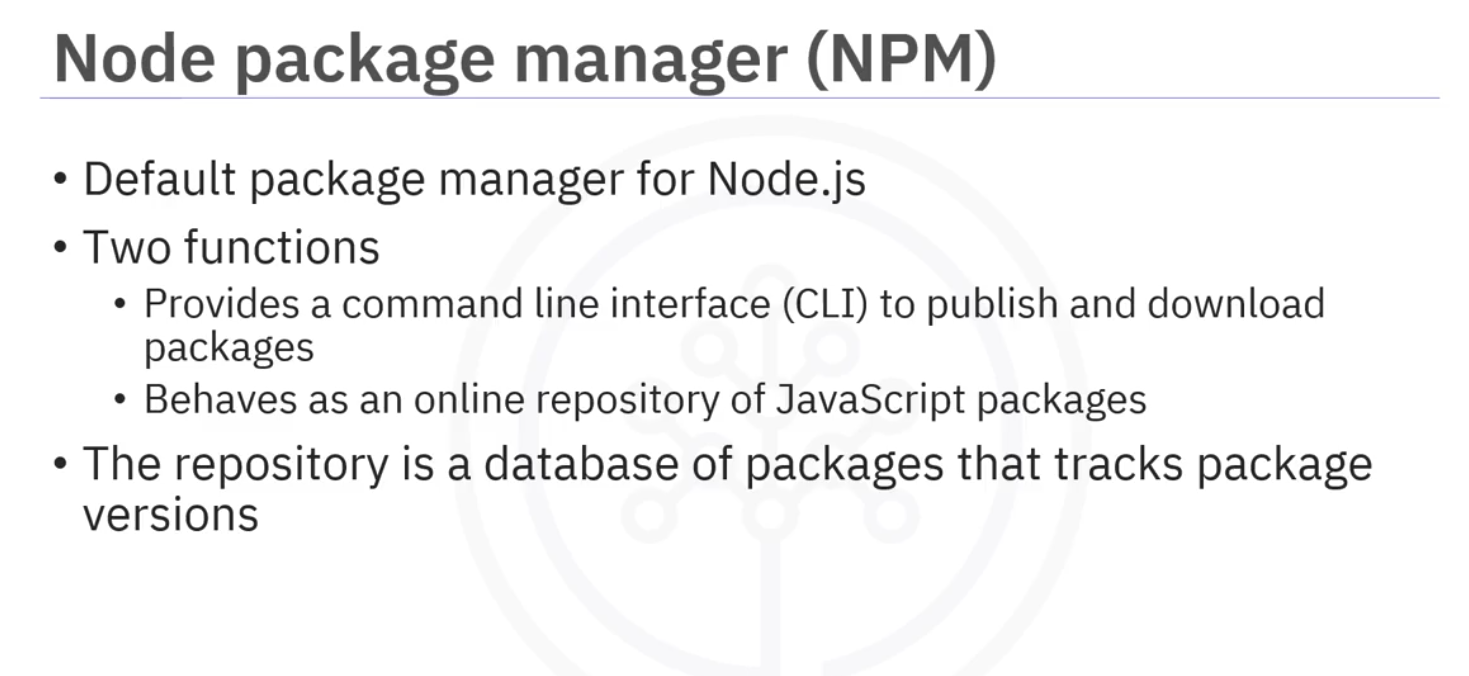 Node package manager (NPM)
• Default package manager for Node.js
• Two functions
• Provides a command line interface (CLI) to publish and download
packages
• Behaves as an online repository of JavaScript packages
• The repository is a database of packages that tracks package
versions